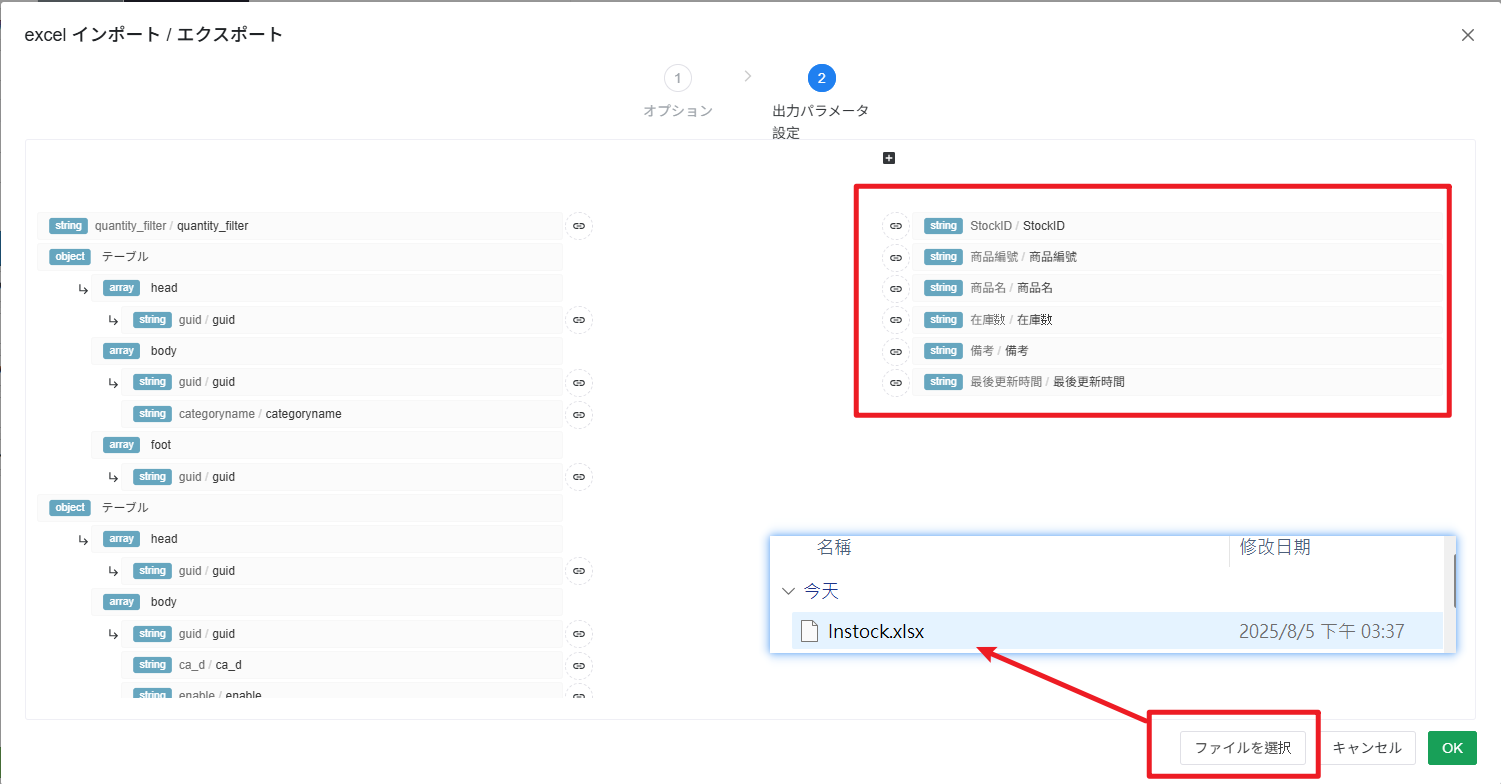 excel インポート / エクスポート
1
2
オプション
出力パラメータ
設定
string quantity_filter / quantity_filter
object テーブル
array head
string guid / guid
array body
string guid / guid
string categoryname / categoryname
array foot
string guid / guid
object テーブル
array head
string guid / guid
array body
string guid / guid
string ca_d / ca_d
string enable / enable
string StockID / StockID
string 商品編號 / 商品編號
string 商品名 / 商品名
string 在庫数 / 在庫数
string 備考 / 備考
string 最後更新時間 / 最後更新時間
名稱 修改日期
今天
Instock.xlsx 2025/8/5 下午 03:37
ファイルを選択 キャンセル OK